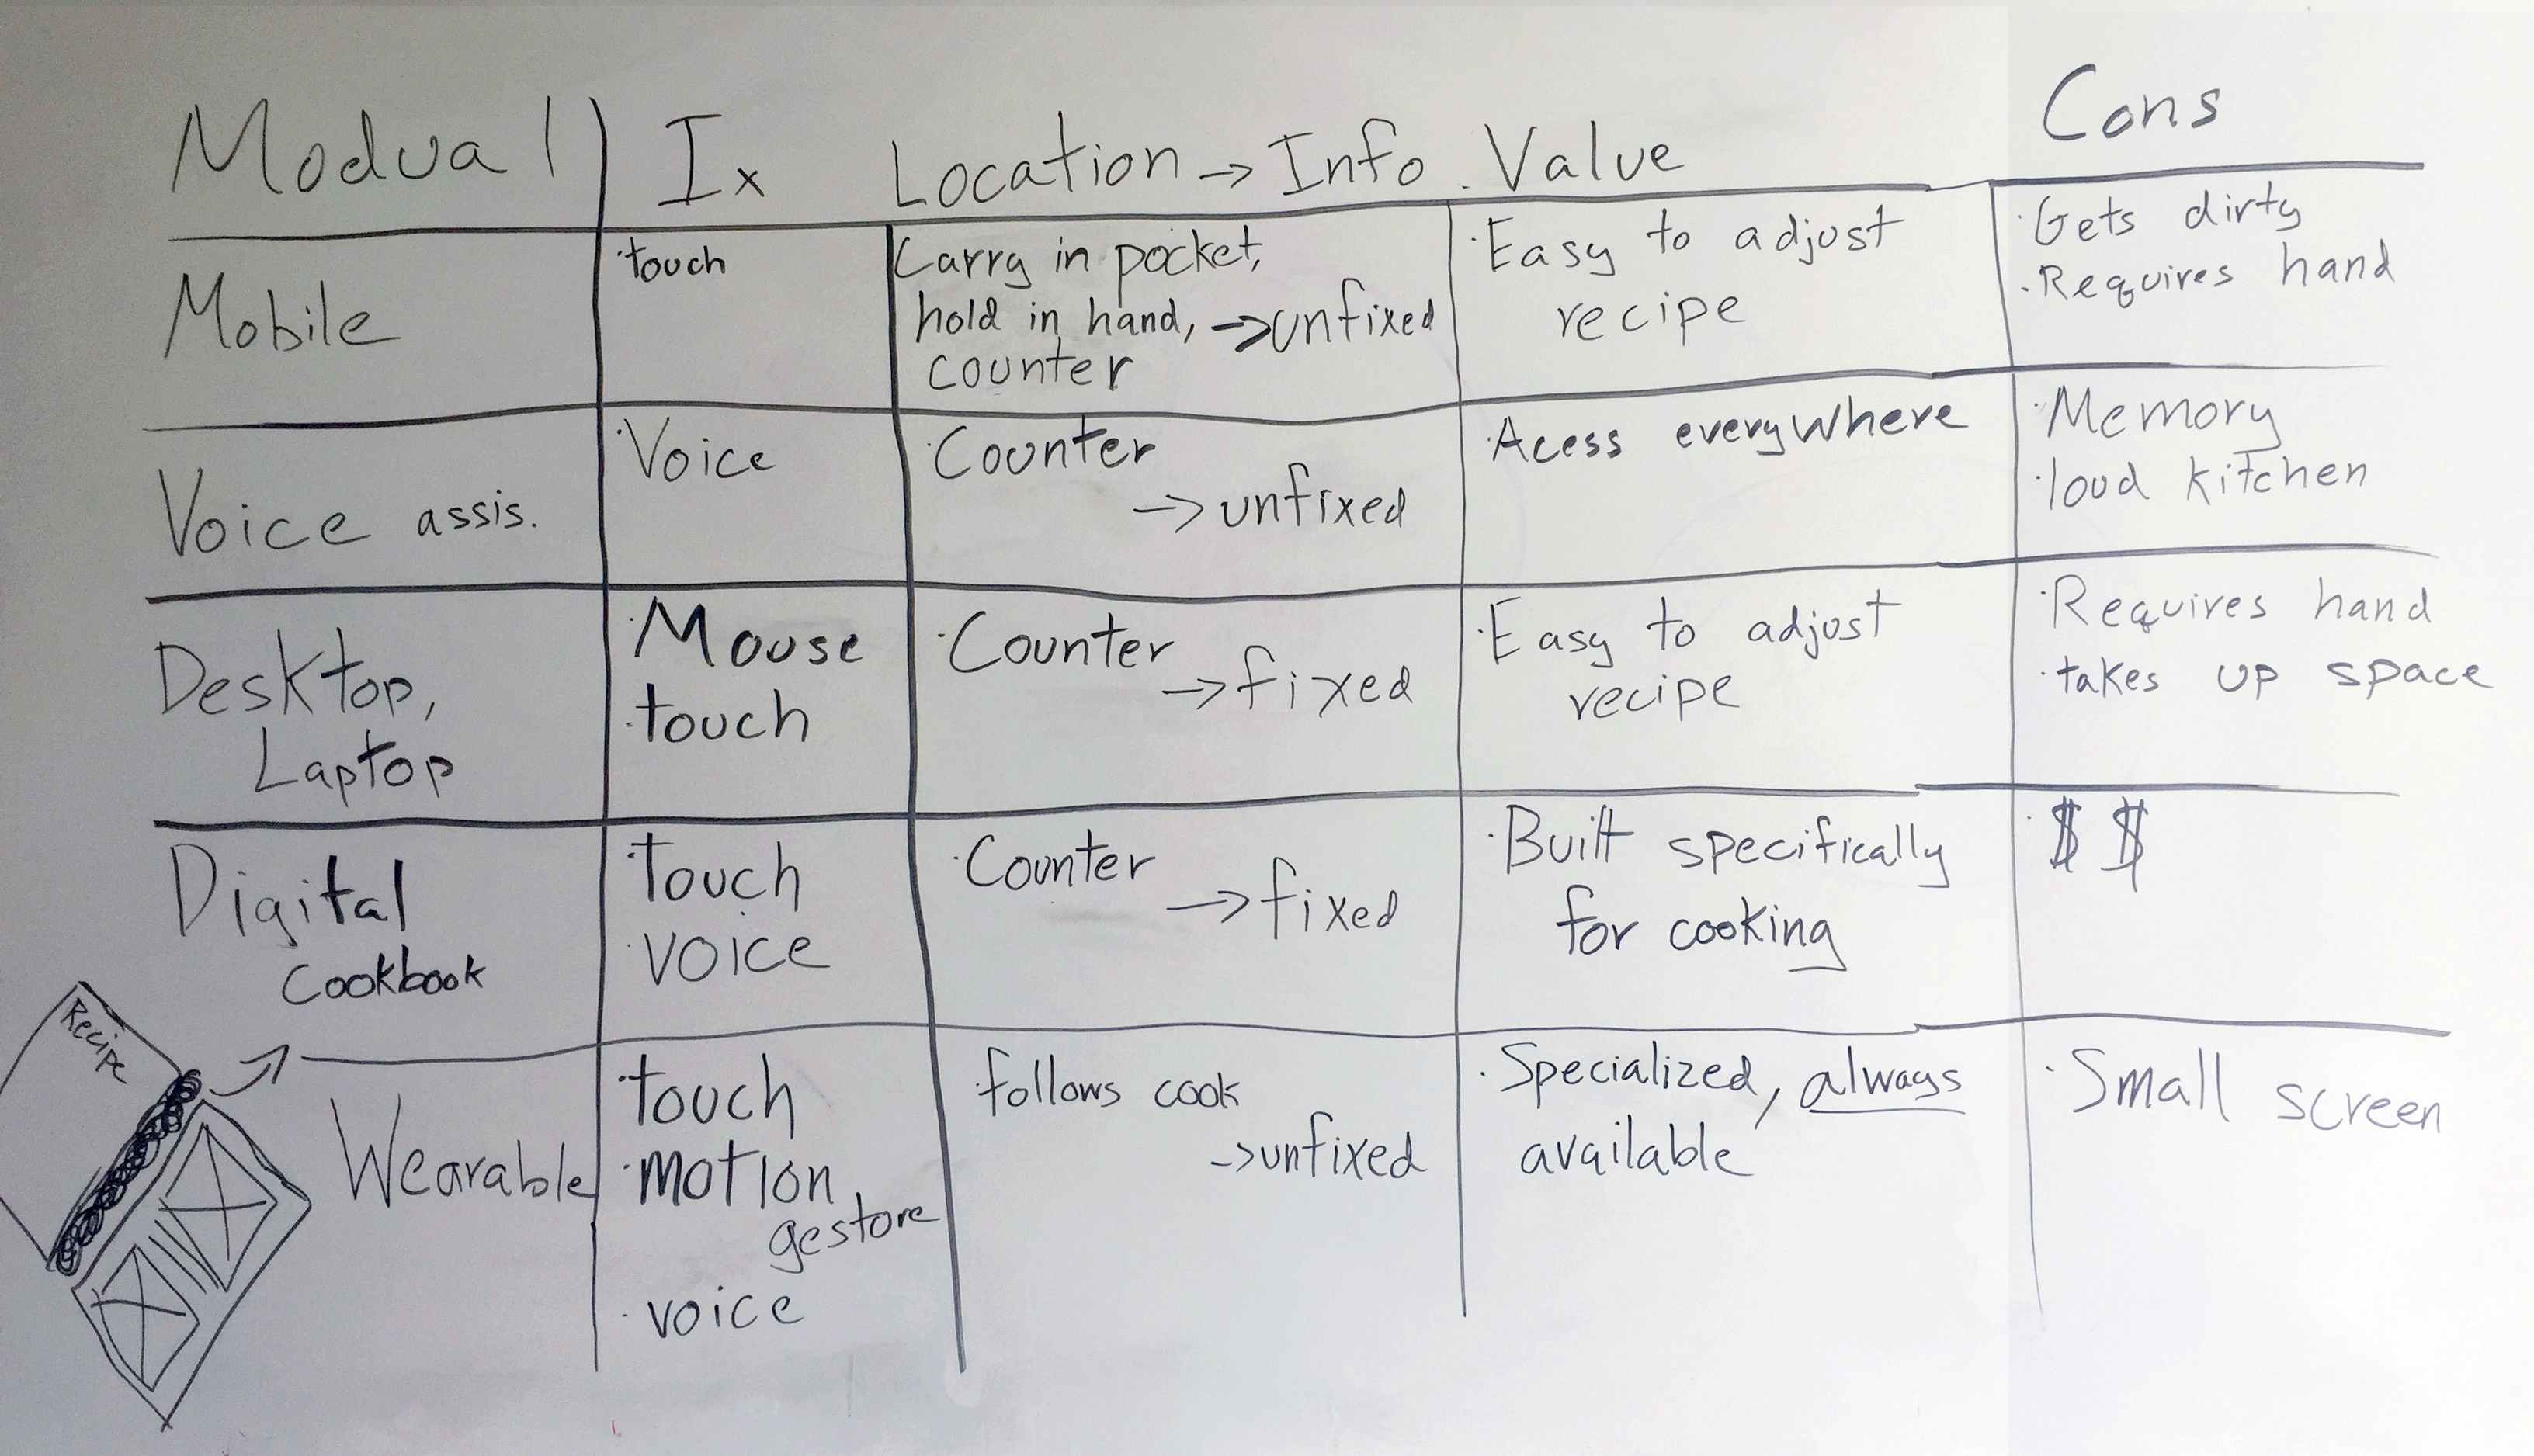 Modual Ix Location → Info Value Cons
Mobile
·touch
Carry in pocket,
hold in hand, →unfixed
counter
·Easy to adjust
recipe
·Gets dirty
·Requires hand
Voice assis.
·Voice
·Counter
→unfixed
·Acess everywhere
·Memory
·loud kitchen
Desktop,
Laptop
·Mouse
·touch
·Counter
→fixed
·Easy to adjust
recipe
·Requires hand
·takes up space
Digital
Cookbook
·Touch
·voice
·Counter
→fixed
·Built specifically
for cooking
·$ $
Recipe
Wearable
·touch
·motion
gesture
·voice
·follows cook
→unfixed
·Specialized, always
available
·Small screen